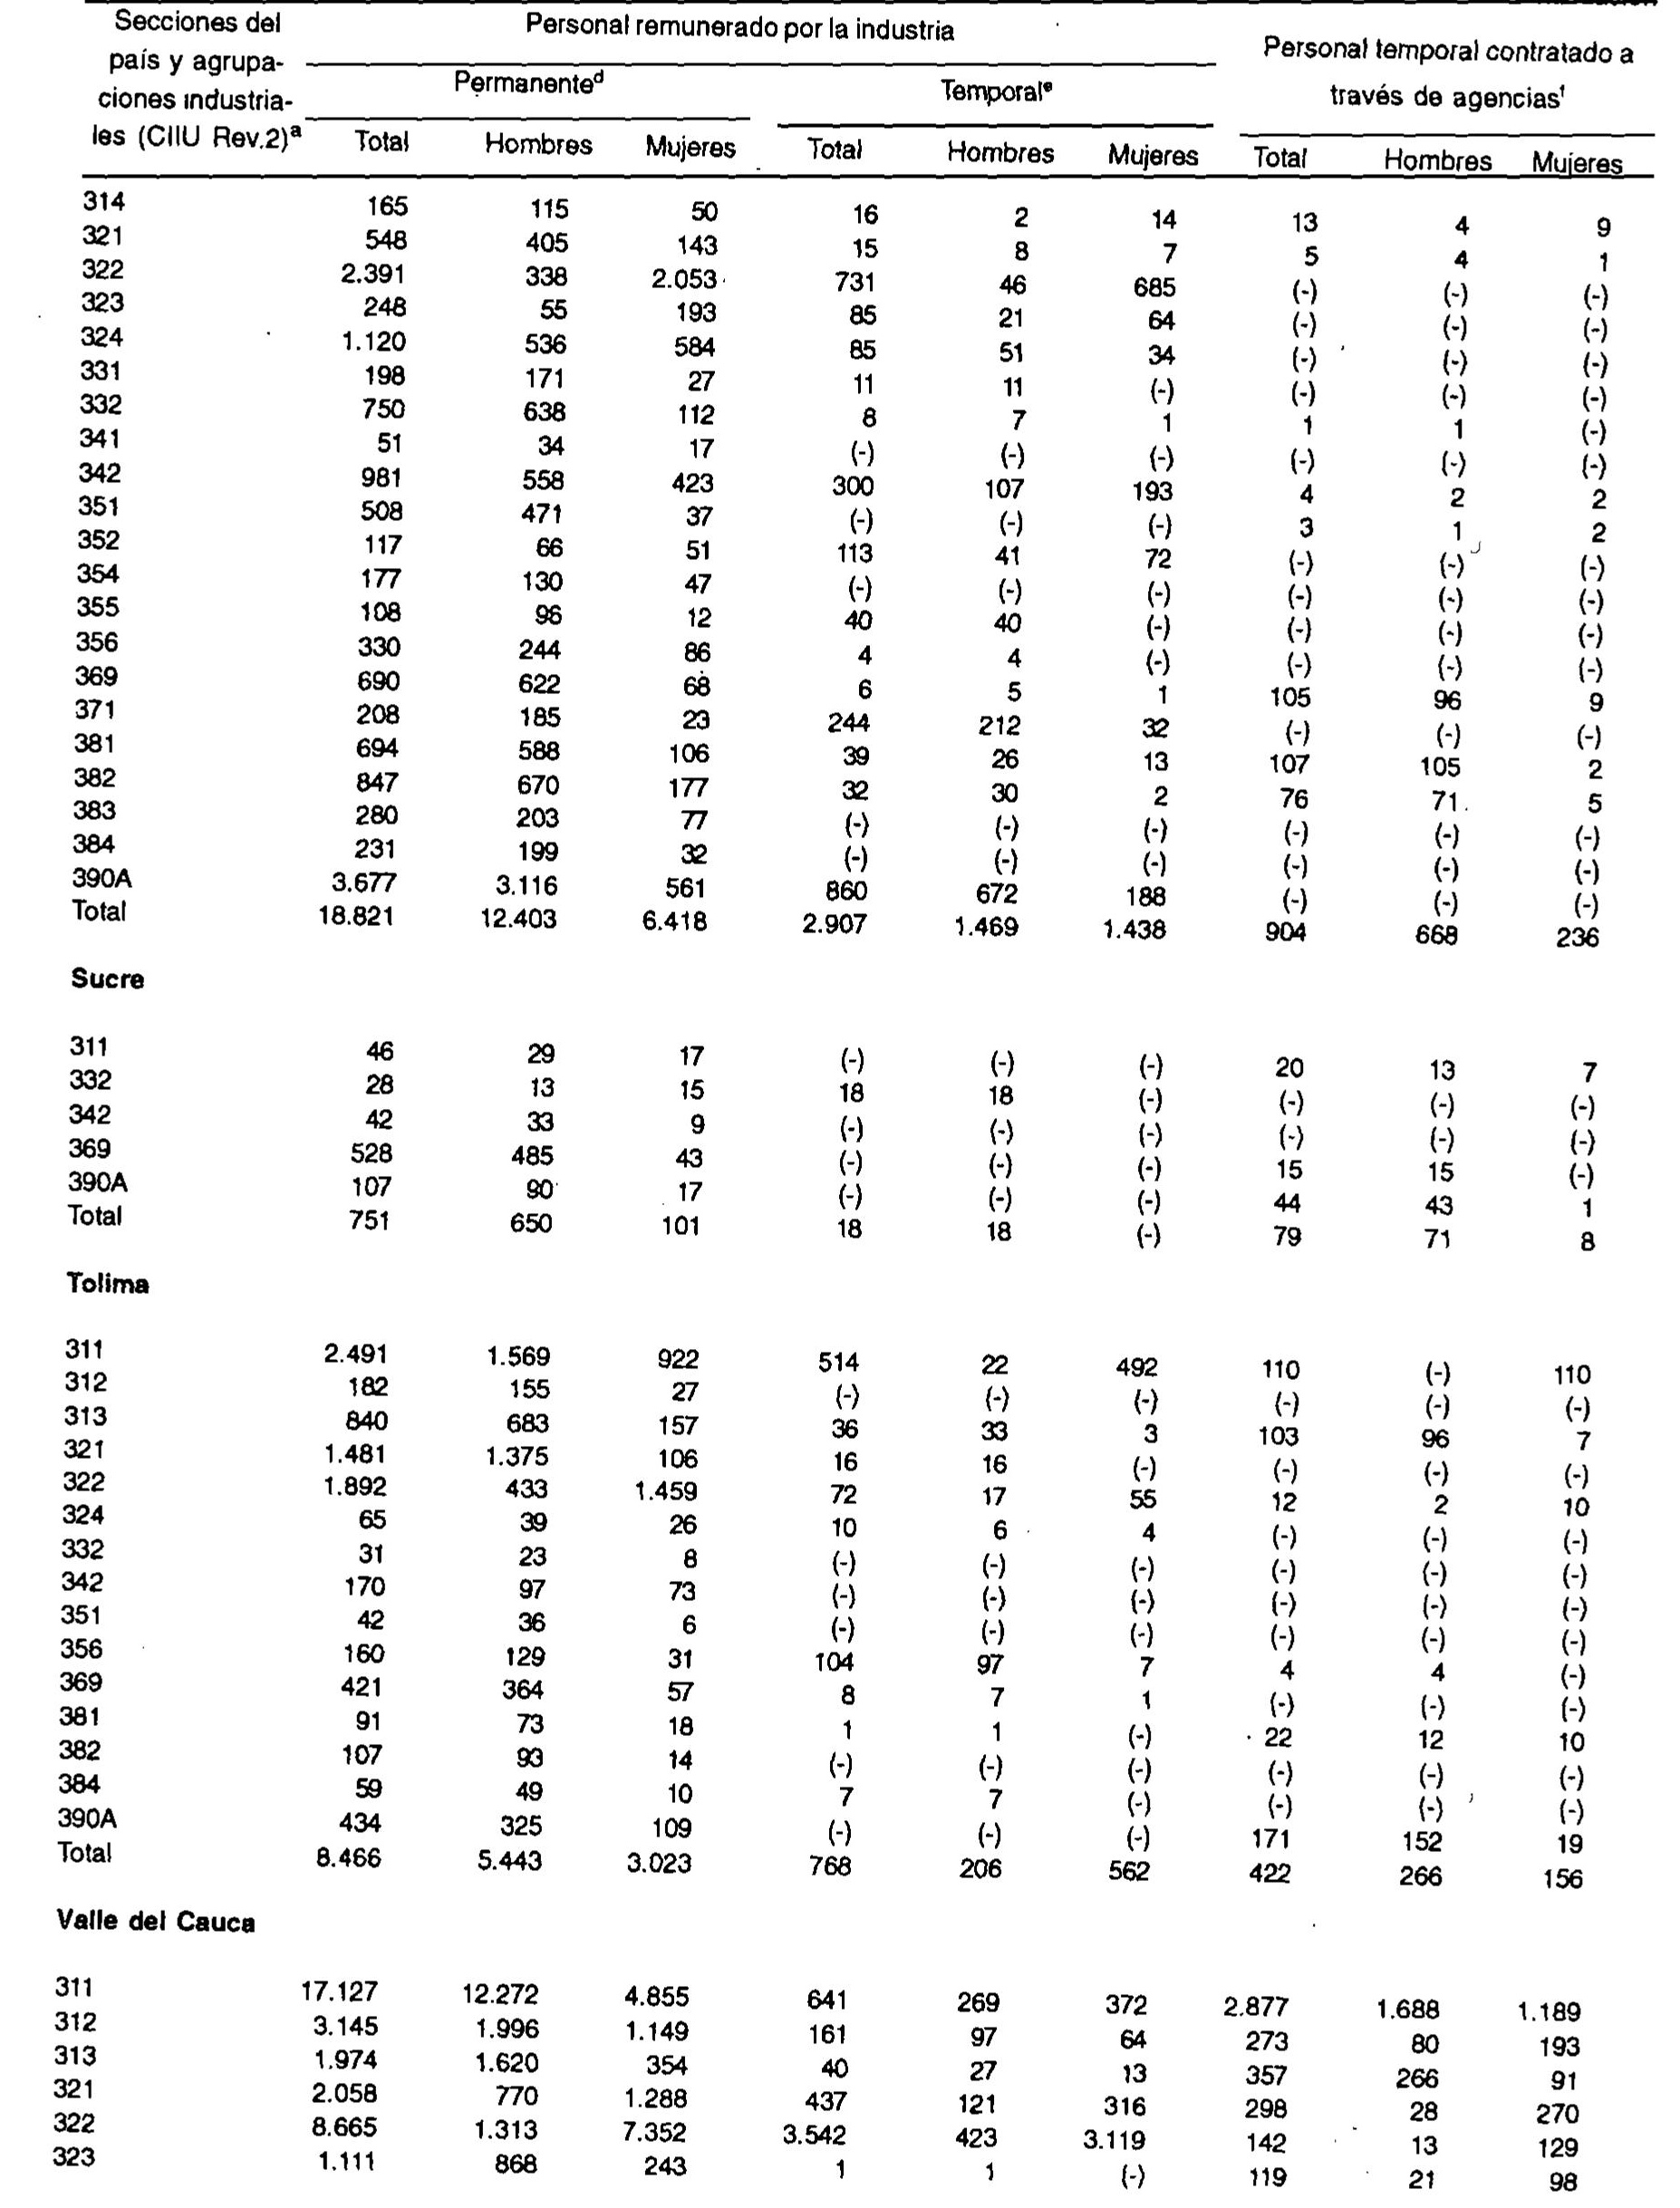 Secciones del país y agrupa-ciones industria-les (CIIU Rev.2)a
Personal remunerado por la industria
Personal temporal contratado a través de agencias f
Permanente d
Temporal e
Total Hombres Mujeres Total Hombres Mujeres Total Hombres Mujeres
314 165 115 50 16 2 14 13 4 9
321 548 405 143 15 8 7 5 4 1
322 2.391 338 2.053 731 46 685 (-) (-) (-)
323 248 55 193 85 21 64 (-) (-) (-)
324 1.120 536 584 85 51 34 (-) (-) (-)
331 198 171 27 11 11 (-) (-) (-) (-)
332 750 638 112 8 7 1 1 1 (-)
341 51 34 17 (-) (-) (-) (-) (-) (-)
342 981 558 423 300 107 193 4 2 2
351 508 471 37 (-) (-) (-) 3 1 2
352 117 66 51 113 41 72 (-) (-) (-)
354 177 130 47 (-) (-) (-) (-) (-) (-)
355 108 96 12 40 40 (-) (-) (-) (-)
356 330 244 86 4 4 (-) (-) (-) (-)
369 690 622 68 6 5 1 105 96 9
371 208 185 23 244 212 32 (-) (-) (-)
381 694 588 106 39 26 13 107 105 2
382 847 670 177 32 30 2 76 71 5
383 280 203 77 (-) (-) (-) (-) (-) (-)
384 231 199 32 (-) (-) (-) (-) (-) (-)
390A 3.677 3.116 561 860 672 188 (-) (-) (-)
Total 18.821 12.403 6.418 2.907 1.469 1.438 904 668 236
Sucre
311 46 29 17 (-) (-) (-) 20 13 7
332 28 13 15 18 18 (-) (-) (-) (-)
342 42 33 9 (-) (-) (-) (-) (-) (-)
369 528 485 43 (-) (-) (-) 15 15 (-)
390A 107 90 17 (-) (-) (-) 44 43 1
Total 751 650 101 18 18 (-) 79 71 8
Tolima
311 2.491 1.569 922 514 22 492 110 (-) 110
312 182 155 27 (-) (-) (-) (-) (-) (-)
313 840 683 157 36 33 3 103 96 7
321 1.481 1.375 106 16 16 (-) (-) (-) (-)
322 1.892 433 1.459 72 17 55 12 2 10
324 65 39 26 10 6 4 (-) (-) (-)
332 31 23 8 (-) (-) (-) (-) (-) (-)
342 170 97 73 (-) (-) (-) (-) (-) (-)
351 42 36 6 (-) (-) (-) (-) (-) (-)
356 160 129 31 104 97 7 4 4 (-)
369 421 364 57 8 7 1 (-) (-) (-)
381 91 73 18 1 1 (-) 22 12 10
382 107 93 14 (-) (-) (-) (-) (-) (-)
384 59 49 10 7 7 (-) (-) (-) (-)
390A 434 325 109 (-) (-) (-) 171 152 19
Total 8.466 5.443 3.023 768 206 562 422 266 156
Valle del Cauca
311 17.127 12.272 4.855 641 269 372 2.877 1.688 1.189
312 3.145 1.996 1.149 161 97 64 273 80 193
313 1.974 1.620 354 40 27 13 357 266 91
321 2.058 770 1.288 437 121 316 298 28 270
322 8.665 1.313 7.352 3.542 423 3.119 142 13 129
323 1.111 868 243 1 1 (-) 119 21 98